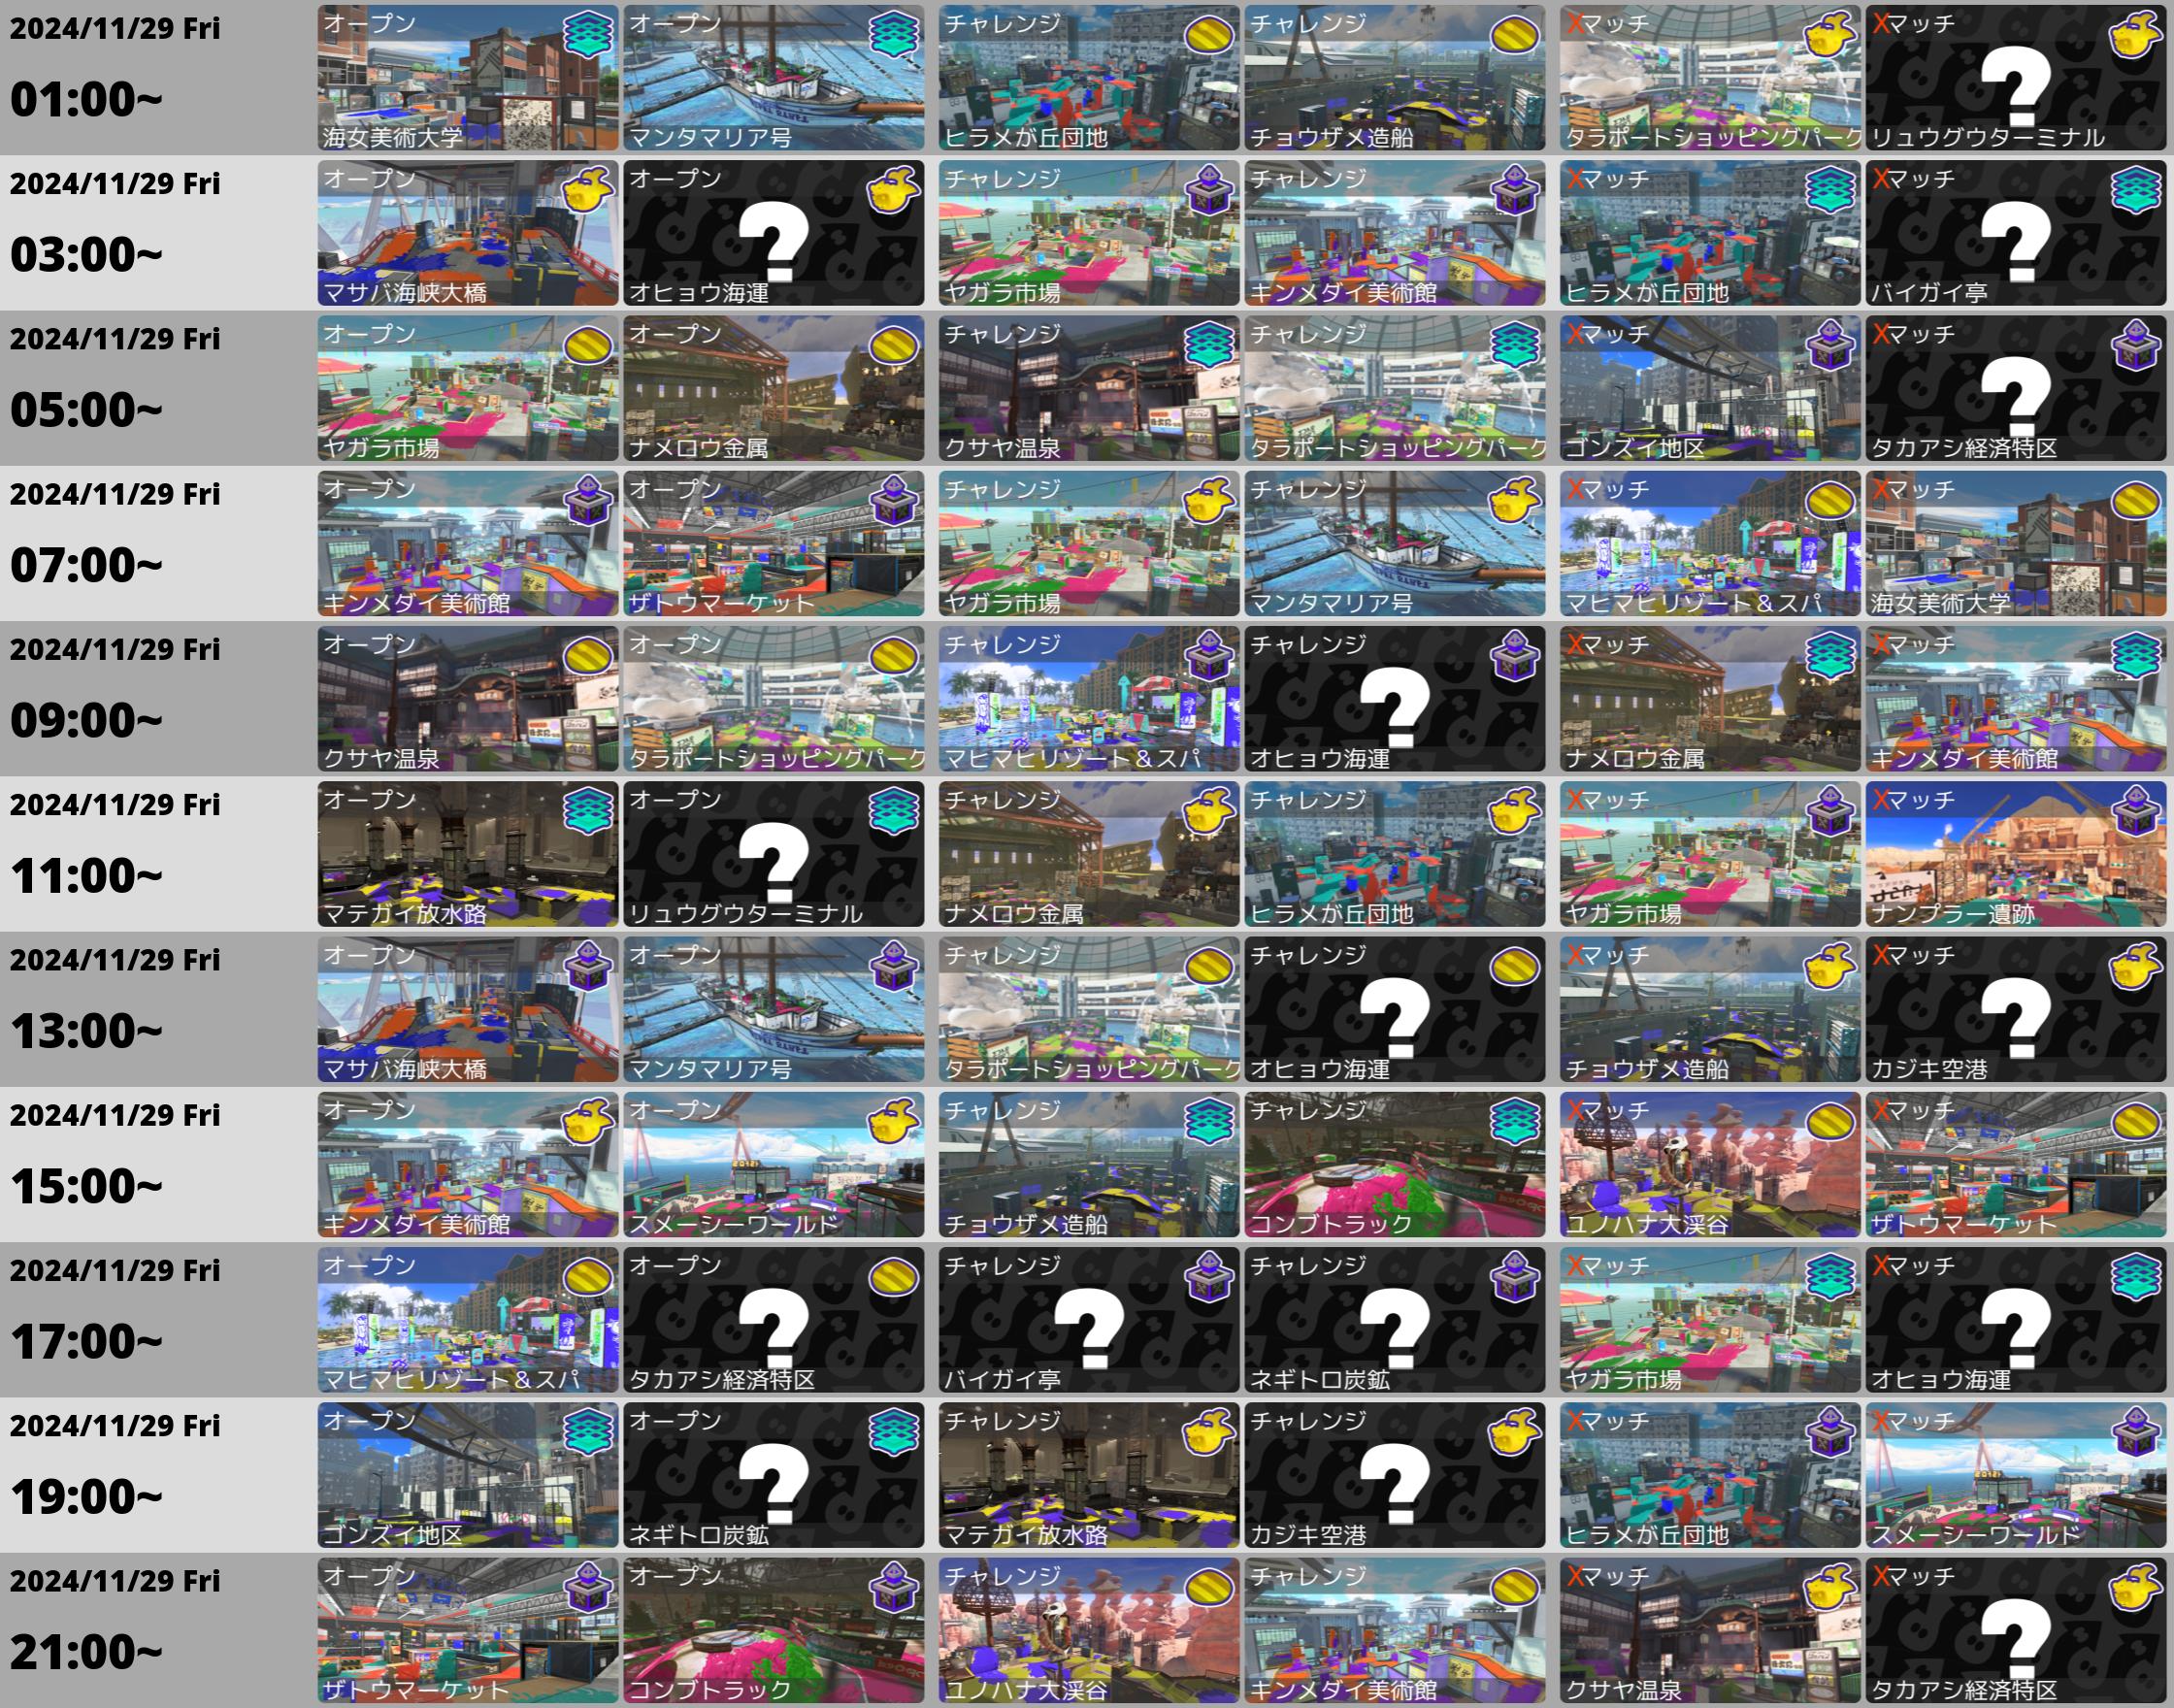 2024/11/29 Fri
01:00~
オープン
海女美術大学
オープン
マンタマリア号
チャレンジ
ヒラメが丘団地
チャレンジ
チョウザメ造船
Xマッチ
タラポートショッピングパーク
Xマッチ
?
リュウグウターミナル
2024/11/29 Fri
03:00~
オープン
マサバ海峡大橋
オープン
?
オヒョウ海運
チャレンジ
ヤガラ市場
チャレンジ
キンメダイ美術館
Xマッチ
ヒラメが丘団地
Xマッチ
?
バイガイ亭
2024/11/29 Fri
05:00~
オープン
ヤガラ市場
オープン
ナメロウ金属
チャレンジ
クサヤ温泉
チャレンジ
タラポートショッピングパーク
Xマッチ
ゴンズイ地区
Xマッチ
?
タカアシ経済特区
2024/11/29 Fri
07:00~
オープン
キンメダイ美術館
オープン
ザトウマーケット
チャレンジ
ヤガラ市場
チャレンジ
マンタマリア号
Xマッチ
マヒマヒリゾート&スパ
Xマッチ
海女美術大学
2024/11/29 Fri
09:00~
オープン
クサヤ温泉
オープン
タラポートショッピングパーク
チャレンジ
マヒマヒリゾート&スパ
チャレンジ
?
オヒョウ海運
Xマッチ
ナメロウ金属
Xマッチ
キンメダイ美術館
2024/11/29 Fri
11:00~
オープン
マテガイ放水路
オープン
?
リュウグウターミナル
チャレンジ
ナメロウ金属
チャレンジ
ヒラメが丘団地
Xマッチ
ヤガラ市場
Xマッチ
ナンプラー遺跡
2024/11/29 Fri
13:00~
オープン
マサバ海峡大橋
オープン
マンタマリア号
チャレンジ
タラポートショッピングパーク
チャレンジ
?
オヒョウ海運
Xマッチ
チョウザメ造船
Xマッチ
?
カジキ空港
2024/11/29 Fri
15:00~
オープン
キンメダイ美術館
オープン
スメーシーワールド
チャレンジ
チョウザメ造船
チャレンジ
コンブトラック
Xマッチ
ユノハナ大渓谷
Xマッチ
ザトウマーケット
2024/11/29 Fri
17:00~
オープン
マヒマヒリゾート&スパ
オープン
?
タカアシ経済特区
チャレンジ
?
バイガイ亭
チャレンジ
?
ネギトロ炭鉱
Xマッチ
ヤガラ市場
Xマッチ
?
オヒョウ海運
2024/11/29 Fri
19:00~
オープン
ゴンズイ地区
オープン
?
ネギトロ炭鉱
チャレンジ
マテガイ放水路
チャレンジ
?
カジキ空港
Xマッチ
ヒラメが丘団地
Xマッチ
スメーシーワールド
2024/11/29 Fri
21:00~
オープン
ザトウマーケット
オープン
コンブトラック
チャレンジ
ユノハナ大渓谷
チャレンジ
キンメダイ美術館
Xマッチ
クサヤ温泉
Xマッチ
?
タカアシ経済特区